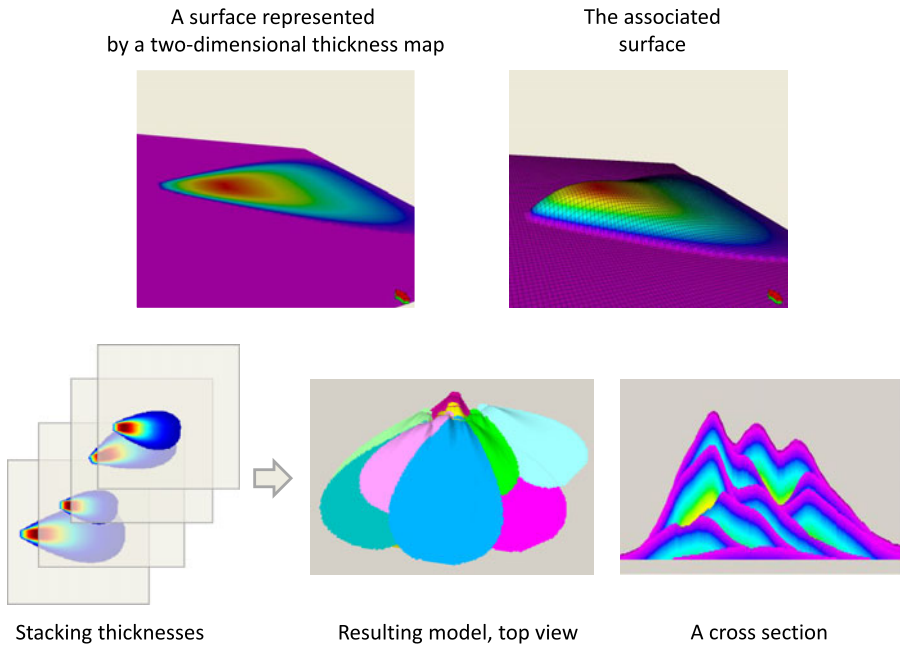 A surface represented
by a two-dimensional thickness map
The associated
surface
Stacking thicknesses
Resulting model, top view
A cross section